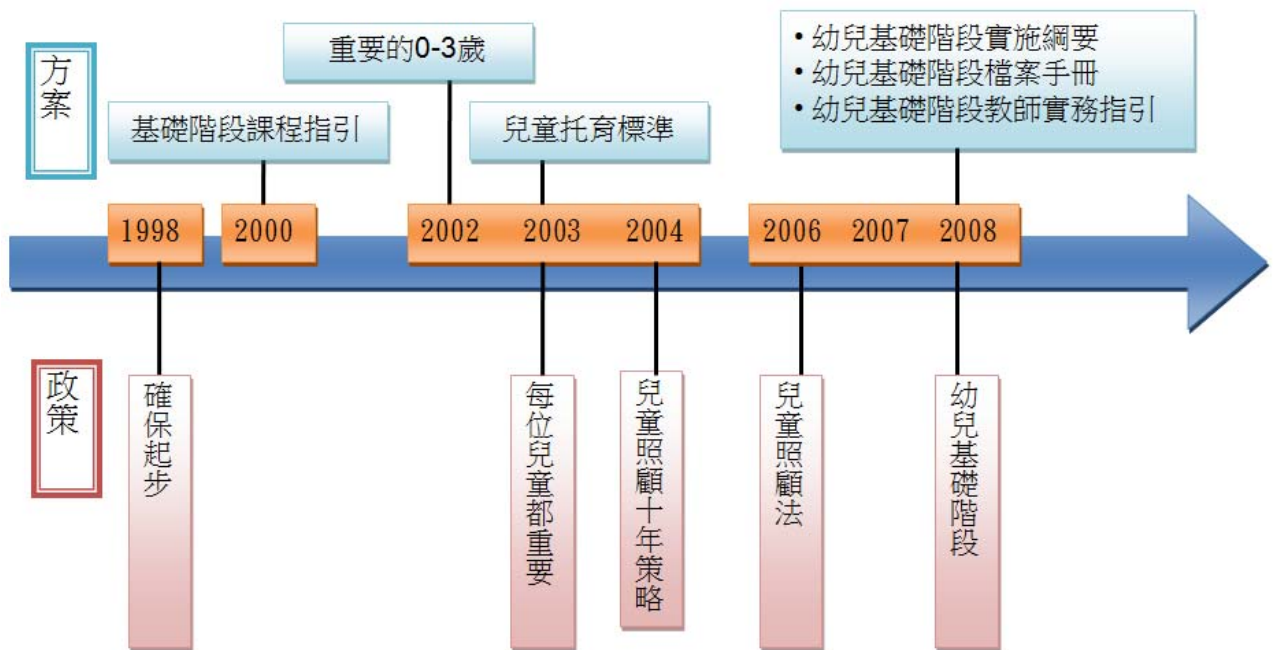 方案
重要的0-3歲
基礎階段課程指引
兒童托育標準
• 幼兒基礎階段實施綱要
• 幼兒基礎階段檔案手冊
• 幼兒基礎階段教師實務指引
1998
2000
2002
2003
2004
2006
2007
2008
政策
確保起步
每位兒童都重要
兒童照顧十年策略
兒童照顧法
幼兒基礎階段